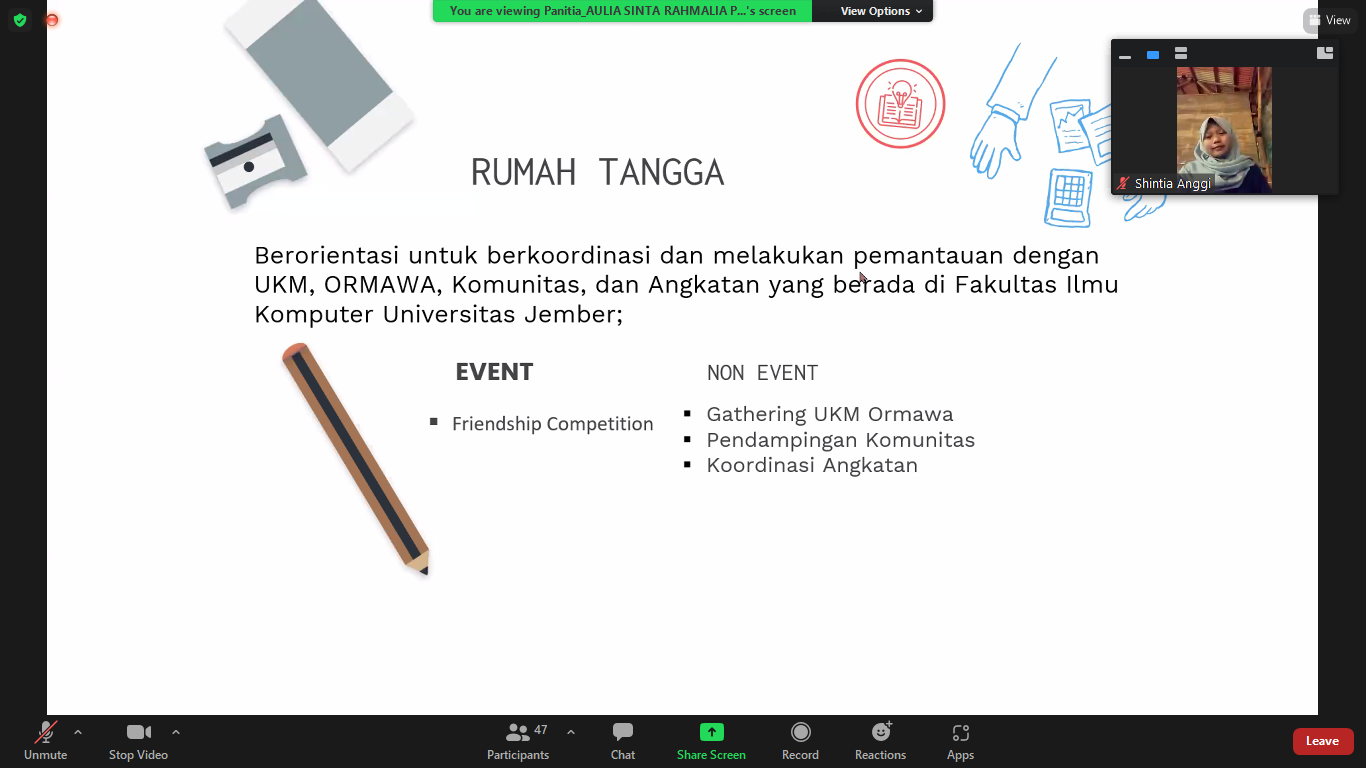 You are viewing Panitia_AULIA SINTA RAHMALIA P...'s screen
View Options
View
Shintia Anggi
RUMAH TANGGA
Berorientasi untuk berkoordinasi dan melakukan pemantauan dengan
UKM, ORMAWA, Komunitas, dan Angkatan yang berada di Fakultas Ilmu
Komputer Universitas Jember;
EVENT
▪ Friendship Competition
NON EVENT
▪ Gathering UKM Ormawa
▪ Pendampingan Komunitas
▪ Koordinasi Angkatan
Unmute
Stop Video
47
Participants
Chat
Share Screen
Record
Reactions
Apps
Leave